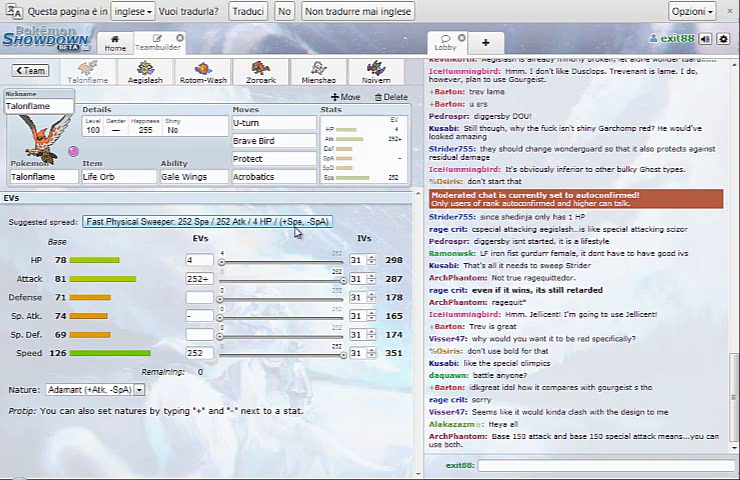 Questa pagina è in inglese Vuoi tradurla? Traduci No Non tradurre mai inglese Opzioni
Pokémon
SHOWDOWN
BETA
Home
Teambuilder
Lobby
exit88
< Team
Talonflame
Aegislash
Rotom-Wash
Zoroark
Mienshao
Noivern
Nickname
Talonflame
Move
Delete
Details
Moves
Stats
Level Gender Happiness Shiny
100 — 255 No
U-turn
Brave Bird
Protect
Acrobatics
EV
HP 4
Atk 252+
Def
SpA -
SpD
Spe 252
Pokémon
Item
Ability
Talonflame
Life Orb
Gale Wings
EVs
Suggested spread: Fast Physical Sweeper: 252 Spe / 252 Atk / 4 HP / (+Spe, -SpA)
Base EVs IVs
HP 78 4 31 298
Attack 81 252+ 31 287
Defense 71 31 178
Sp. Atk. 74 - 31 165
Sp. Def. 69 31 174
Speed 126 252 31 351
Remaining: 0
Nature: Adamant (+Atk, -SpA)
Protip: You can also set natures by typing "+" and "-" next to a stat.
IceHummingbird: Hmm. I don't like Dusclops. Trevenant is lame. I do,
however, plan to use Gourgeist.
+Barton: trev lame
+Barton: u srs
Pedrospr: diggersby DOU!
Kusabi: Still though, why the fuck isn't shiny Garchomp red? He would've
looked amazing
Strider755: they should change wonderguard so that it also protects against
residual damage
IceHummingbird: It's obviously inferior to other bulky Ghost types.
%Osiris: don't start that
Moderated chat is currently set to autoconfirmed!
Only users of rank autoconfirmed and higher can talk.
Strider755: since shedinja only has 1 HP
rage crit: cspecial attacking aegislash..is like special attacking scizor
Pedrospr: diggersby isnt started, it is a lifestyle
Ramonwsk: LF iron fist gurdurr female, it dont have to have good ivs
Kusabi: That's all it needs to sweep Strider
ArchPhantom: Not true ragequittedor.
rage crit: even if it wins, its still retarded
ArchPhantom: ragequit*
IceHummingbird: Hmm. Jellicent! I'm going to use Jellicent!
+Barton: Trev is great
Visser47: why would you want it to be red specifically?
%Osiris: don't use bold for that
Kusabi: like the special olimpics
daquawn: battle anyone?
+Barton: idkgreat idol how it compares with gourgeist s tho
rage crit: sorry
Visser47: Seems like it would kinda clash with the design to me
Alakazazm: Heya all
ArchPhantom: Base 150 attack and base 150 special attack means...you can
use both.
exit88: